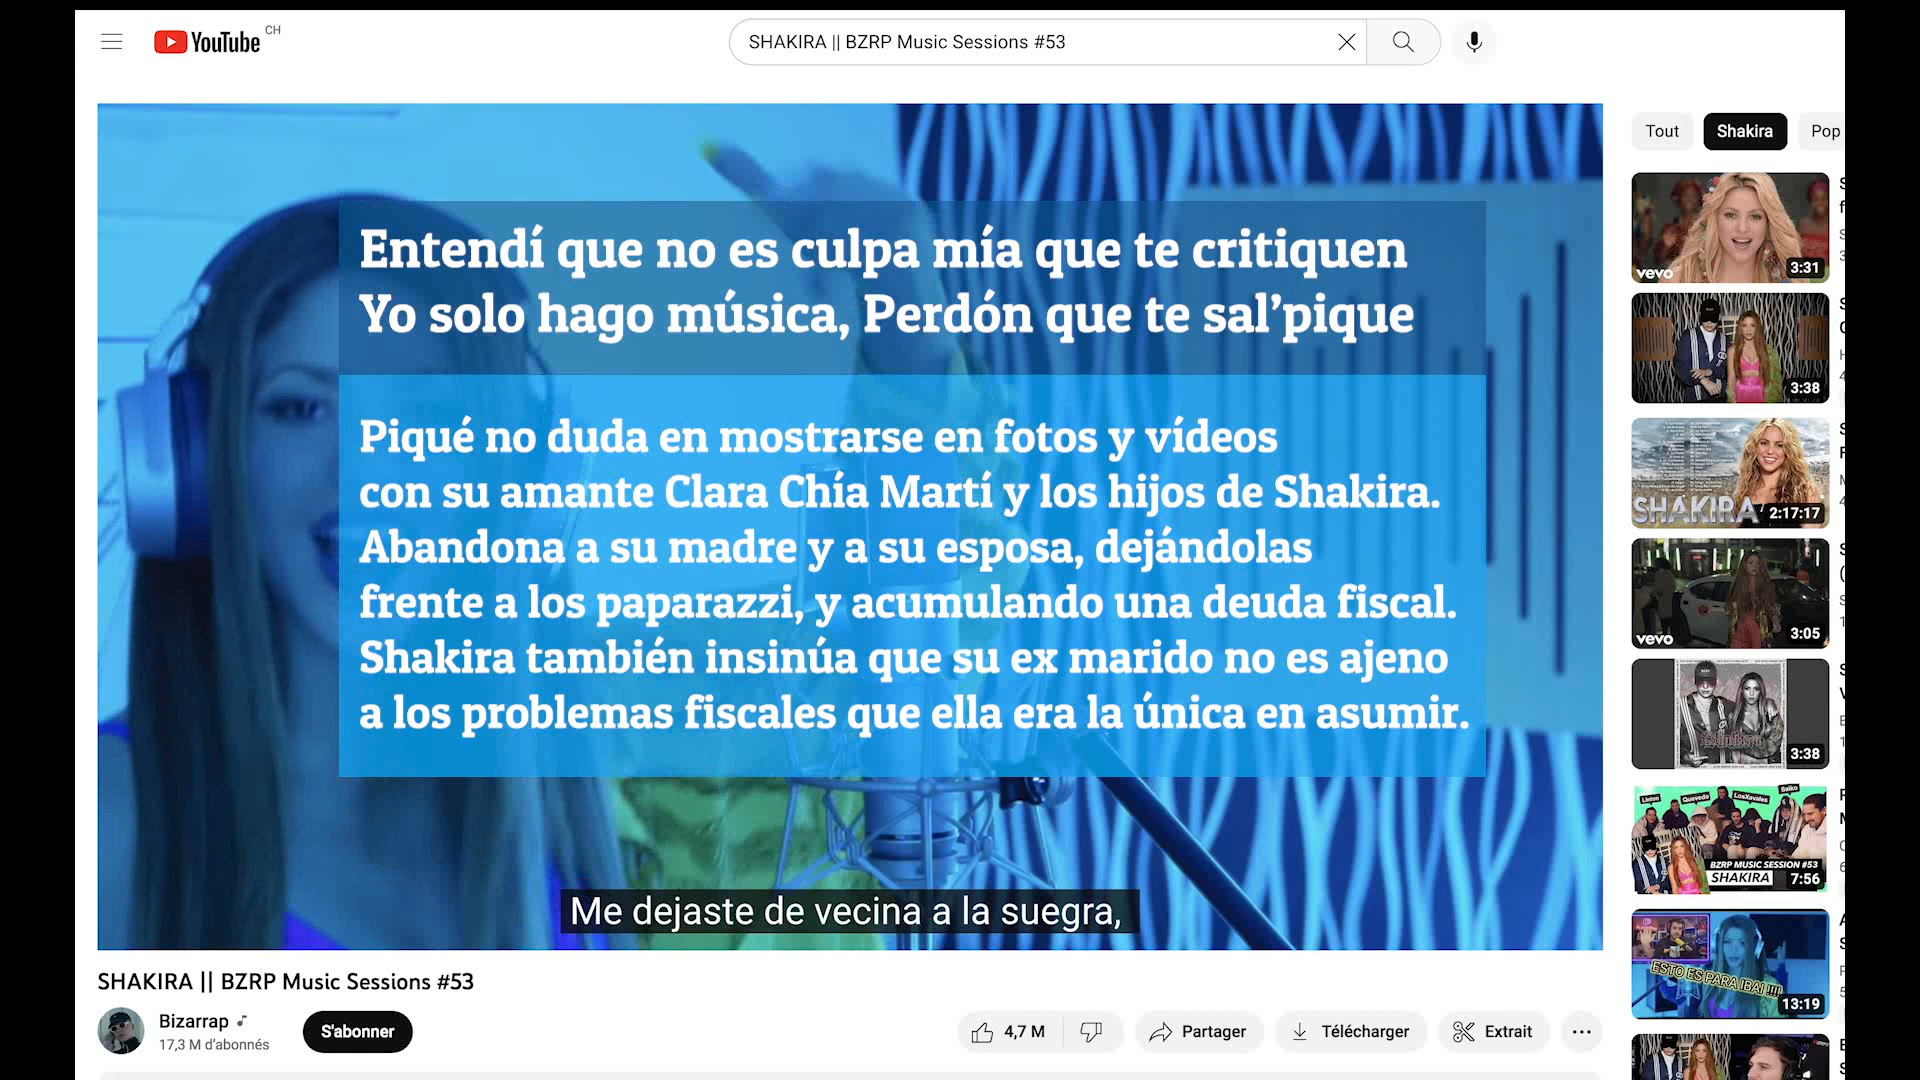 YouTube CH
SHAKIRA || BZRP Music Sessions #53
Entendí que no es culpa mía que te critiquen
Yo solo hago música, Perdón que te sal’pique
Piqué no duda en mostrarse en fotos y vídeos
con su amante Clara Chía Martí y los hijos de Shakira.
Abandona a su madre y a su esposa, dejándolas
frente a los paparazzi, y acumulando una deuda fiscal.
Shakira también insinúa que su ex marido no es ajeno
a los problemas fiscales que ella era la única en asumir.
Me dejaste de vecina a la suegra,
SHAKIRA || BZRP Music Sessions #53
Bizarrap
17,3 M d’abonnés
S'abonner
4,7 M
Partager
Télécharger
Extrait
Tout
Shakira
Pop
vevo
3:31
3:38
SHAKIRA
2:17:17
vevo
3:05
3:38
Linton
Quevedo
LosXavales
Baiko
BZRP MUSIC SESSION #53
SHAKIRA
7:56
ESTO ES PARA IBAI !!!!
13:19